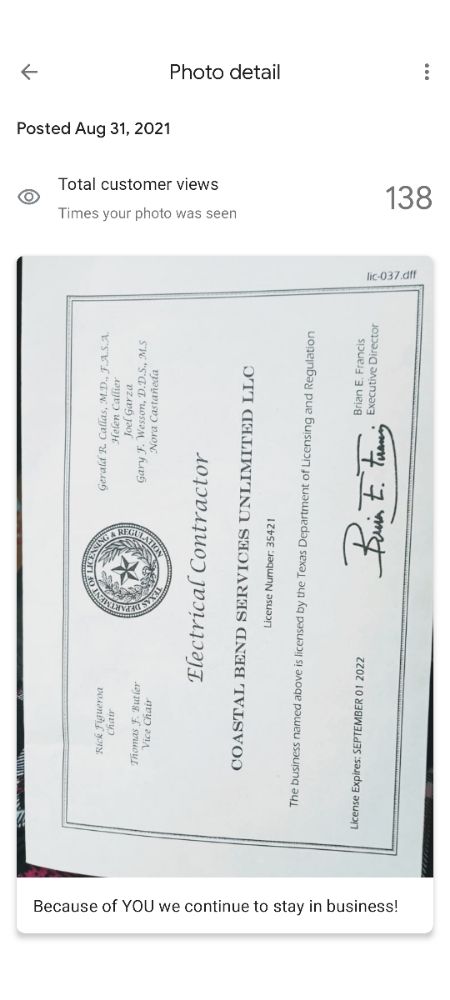 Photo detail
Posted Aug 31, 2021
Total customer views
Times your photo was seen
138
lic-037.dff
Rick Figueroa
Chair
Thomas F. Butler
Vice Chair
TEXAS DEPARTMENT OF LICENSING & REGULATION
Gerald R. Callas, M.D., F.A.S.A.
Helen Callier
Joel Garza
Gary F. Wesson, D.D.S., M.S
Nora Castañeda
Electrical Contractor
COASTAL BEND SERVICES UNLIMITED LLC
License Number: 35421
The business named above is licensed by the Texas Department of Licensing and Regulation
License Expires: SEPTEMBER 01 2022
Brian E. Francis
Brian E. Francis
Executive Director
Because of YOU we continue to stay in business!